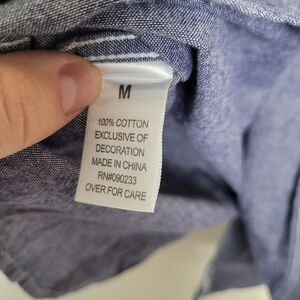 M
100% COTTON
EXCLUSIVE OF
DECORATION
MADE IN CHINA
RN#090233
OVER FOR CARE